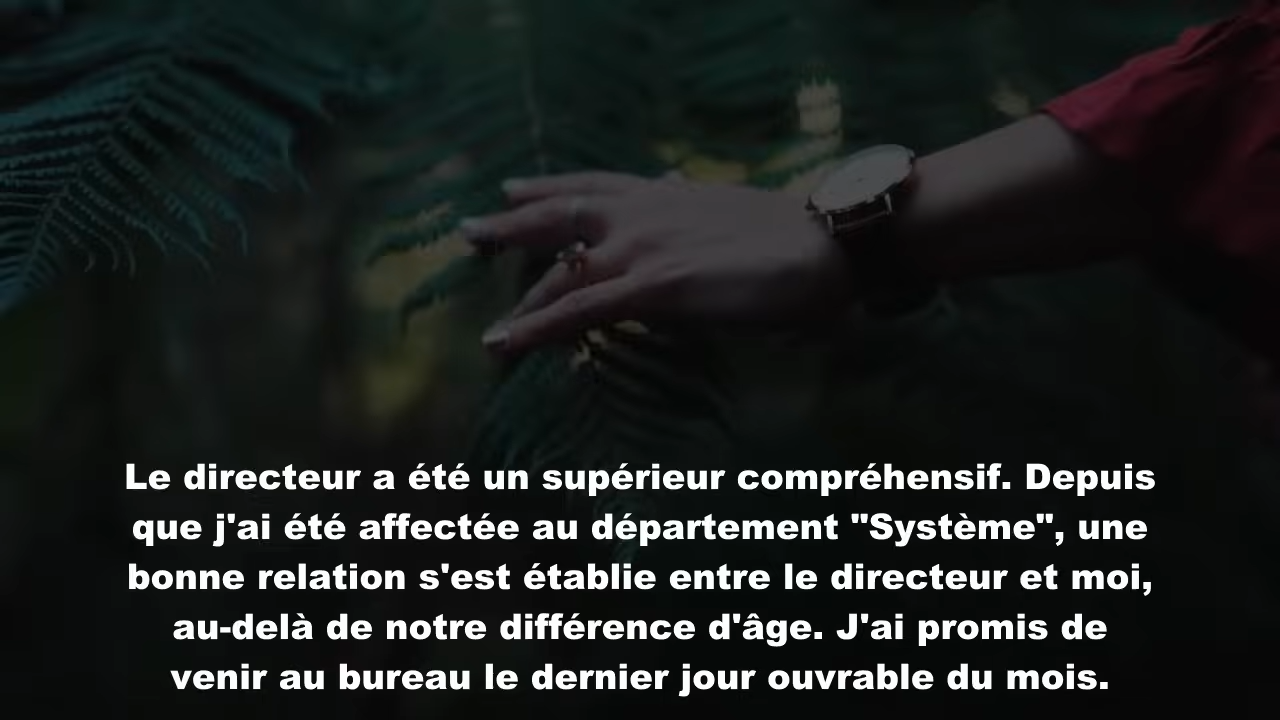 Le directeur a été un supérieur compréhensif. Depuis
que j'ai été affectée au département "Système", une
bonne relation s'est établie entre le directeur et moi,
au-delà de notre différence d'âge. J'ai promis de
venir au bureau le dernier jour ouvrable du mois.